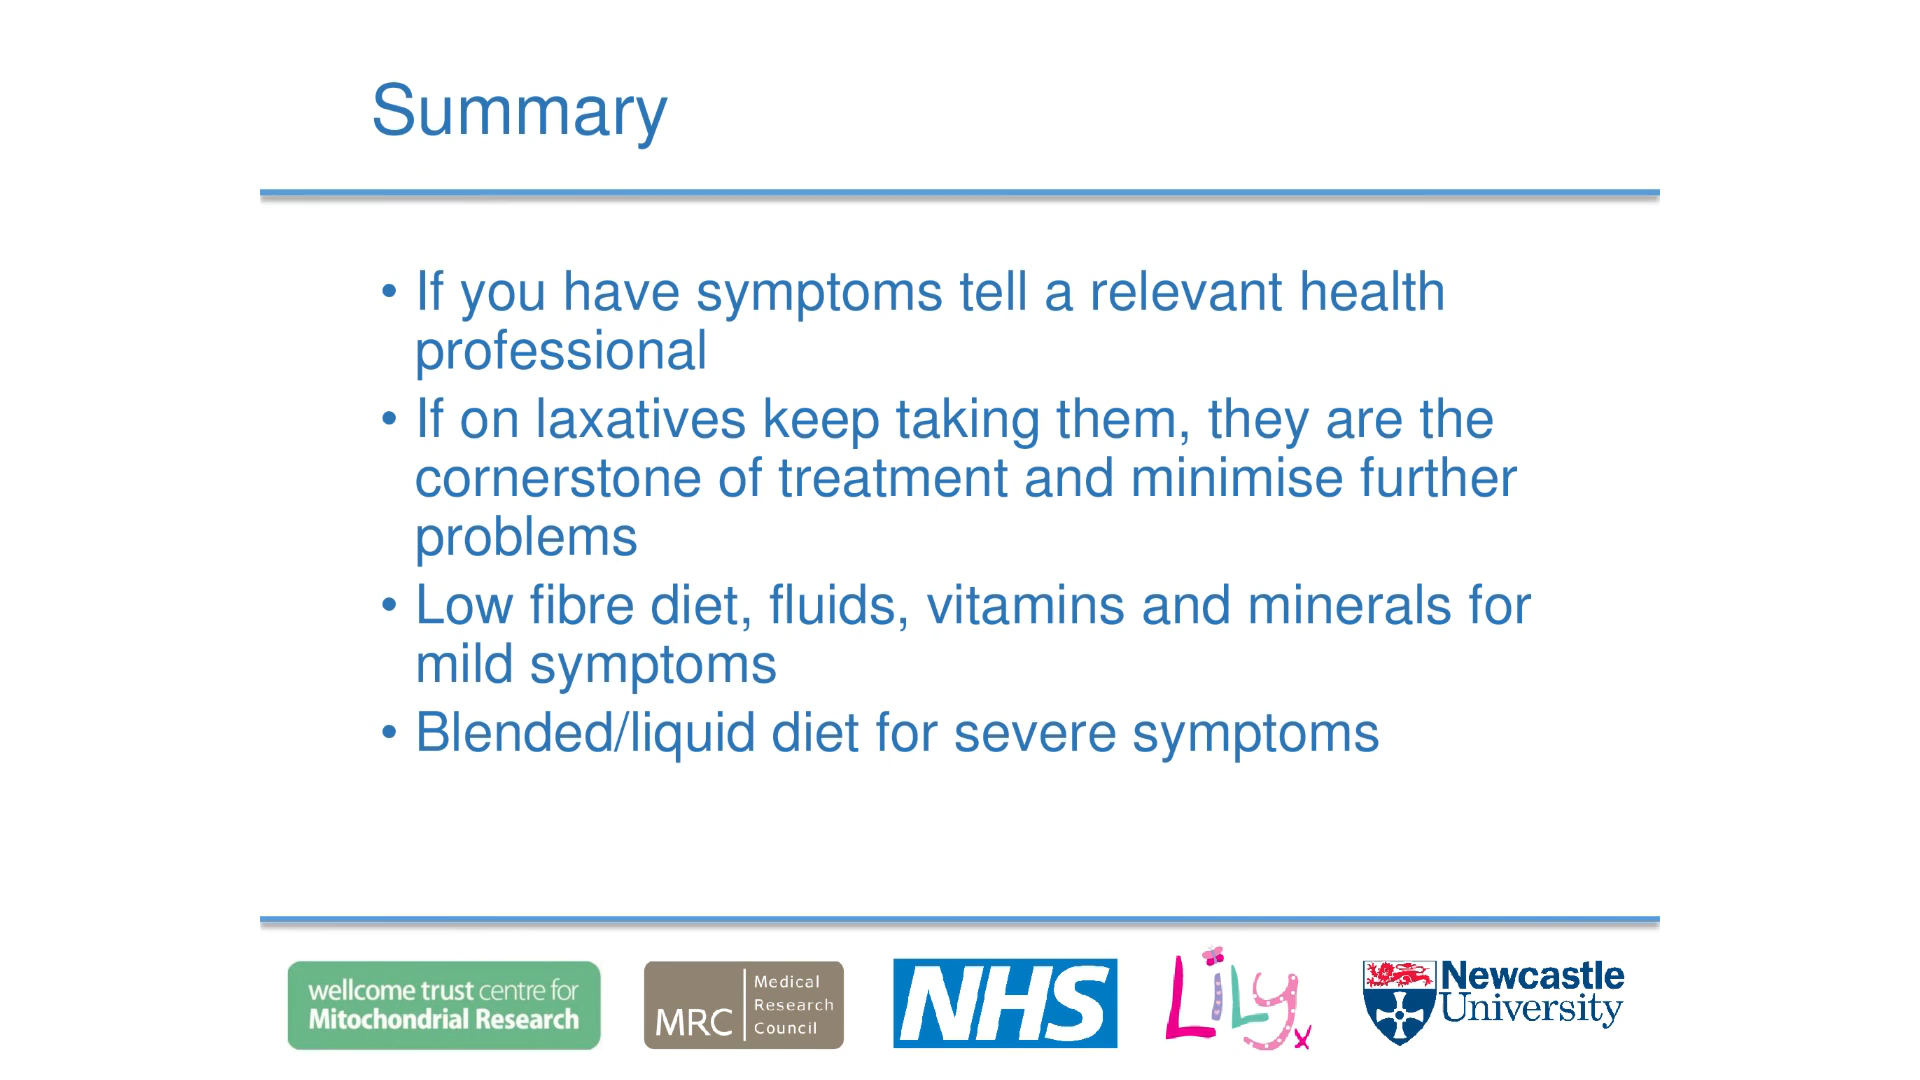 Summary
• If you have symptoms tell a relevant health
professional
• If on laxatives keep taking them, they are the
cornerstone of treatment and minimise further
problems
• Low fibre diet, fluids, vitamins and minerals for
mild symptoms
• Blended/liquid diet for severe symptoms
wellcome trust centre for
Mitochondrial Research
MRC
Medical
Research
Council
NHS
LiLy x
Newcastle
University